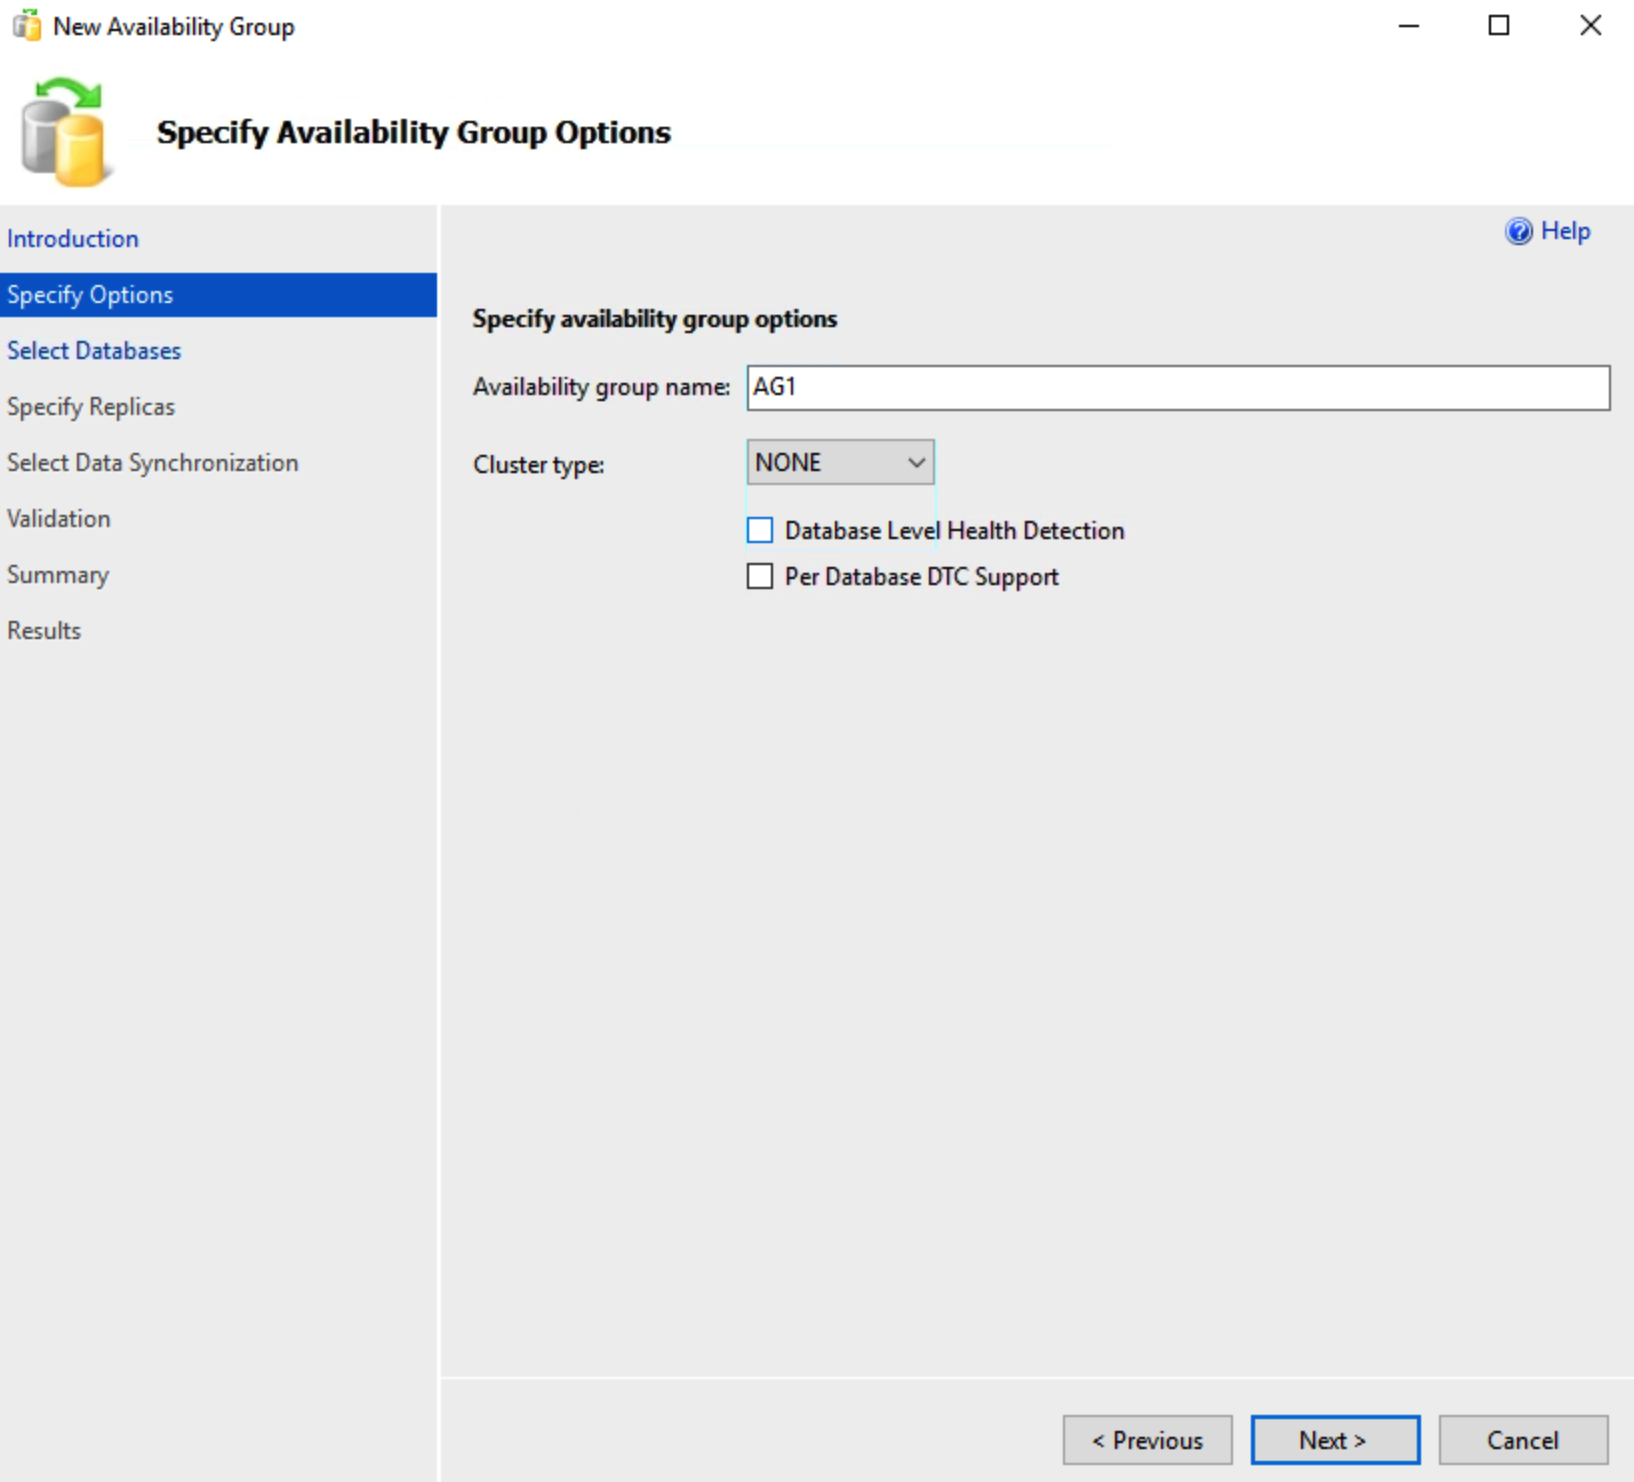 New Availability Group
Specify Availability Group Options
Introduction
Specify Options
Select Databases
Specify Replicas
Select Data Synchronization
Validation
Summary
Results
Help
Specify availability group options
Availability group name: AG1
Cluster type: NONE
Database Level Health Detection
Per Database DTC Support
< Previous Next > Cancel